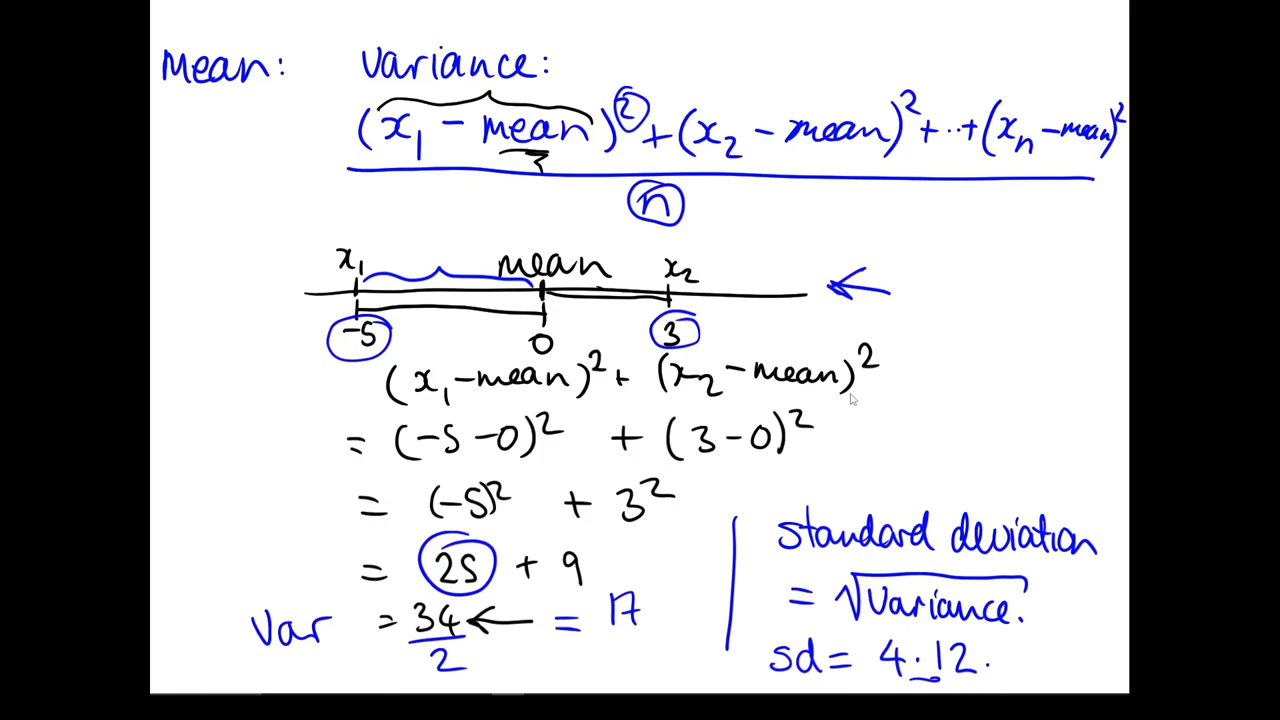 Mean: Variance:
(x₁ - mean)² + (x₂ - mean)² + ... + (xₙ - mean)²
n
x₁ mean x₂
-5 0 3
(x₁ - mean)² + (x₂ - mean)²
= (-5 - 0)² + (3 - 0)²
= (-5)² + 3²
= 25 + 9
Var = 34/2 = 17
standard deviation
= √variance.
sd = 4.12.